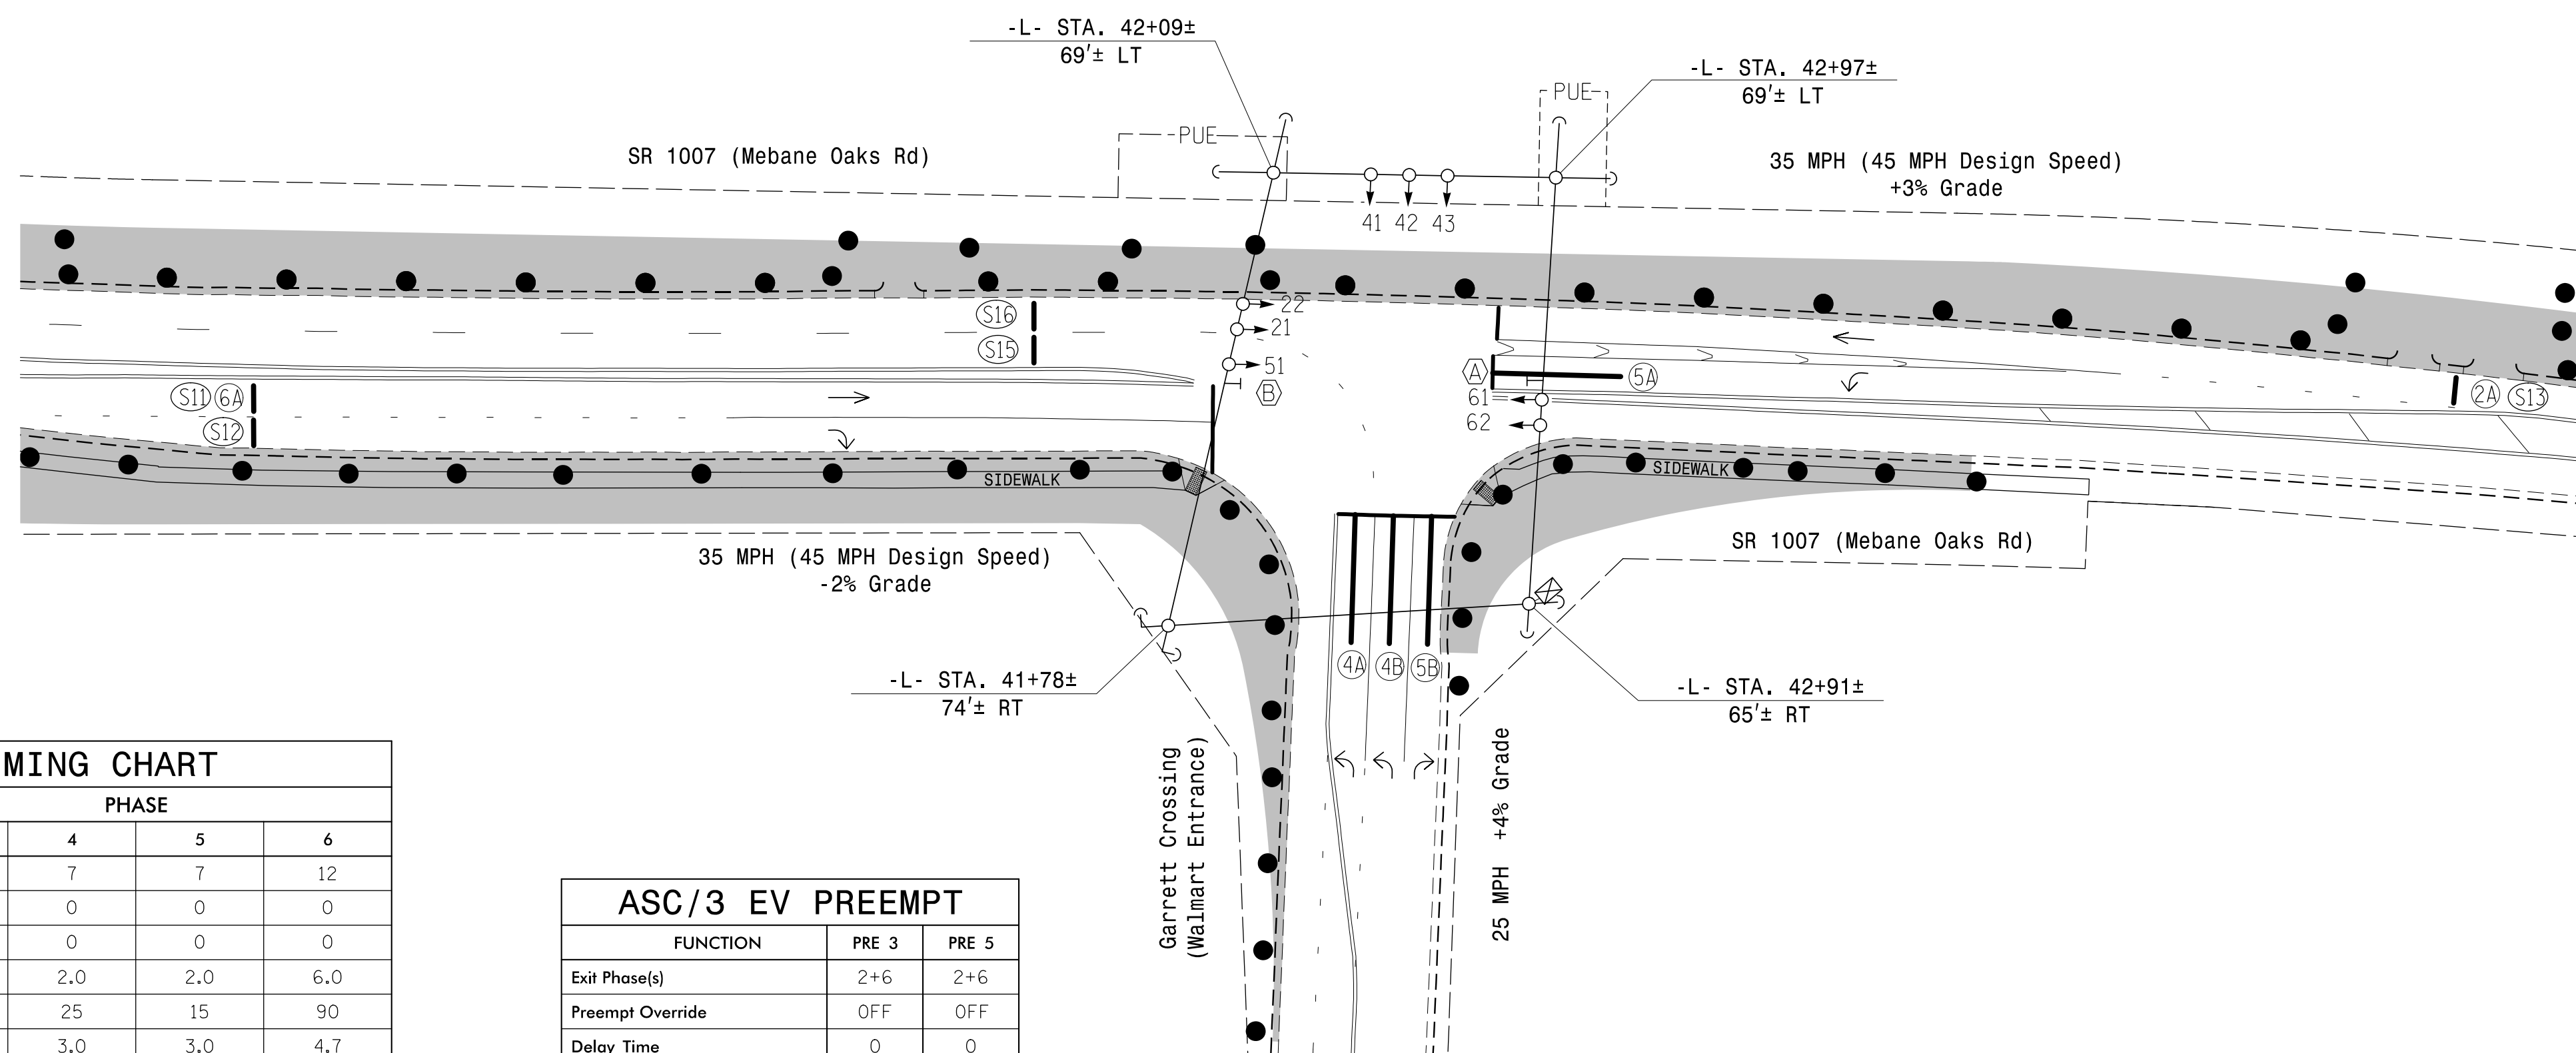 -L- STA. 42+09±
69'± LT
-L- STA. 42+97±
69'± LT
PUE
PUE
SR 1007 (Mebane Oaks Rd)
35 MPH (45 MPH Design Speed)
+3% Grade
41 42 43
S16
22
21
S15
51
A
5A
B
S11 6A
61
2A S13
S12
62
SIDEWALK
SIDEWALK
35 MPH (45 MPH Design Speed)
-2% Grade
SR 1007 (Mebane Oaks Rd)
4A 4B 5B
-L- STA. 41+78±
74'± RT
-L- STA. 42+91±
65'± RT
Garrett Crossing
(Walmart Entrance)
25 MPH +4% Grade
MING CHART
PHASE
4 5 6
7 7 12
0 0 0
0 0 0
2.0 2.0 6.0
25 15 90
3.0 3.0 4.7
ASC/3 EV PREEMPT
FUNCTION PRE 3 PRE 5
Exit Phase(s) 2+6 2+6
Preempt Override OFF OFF
Delay Time 0 0